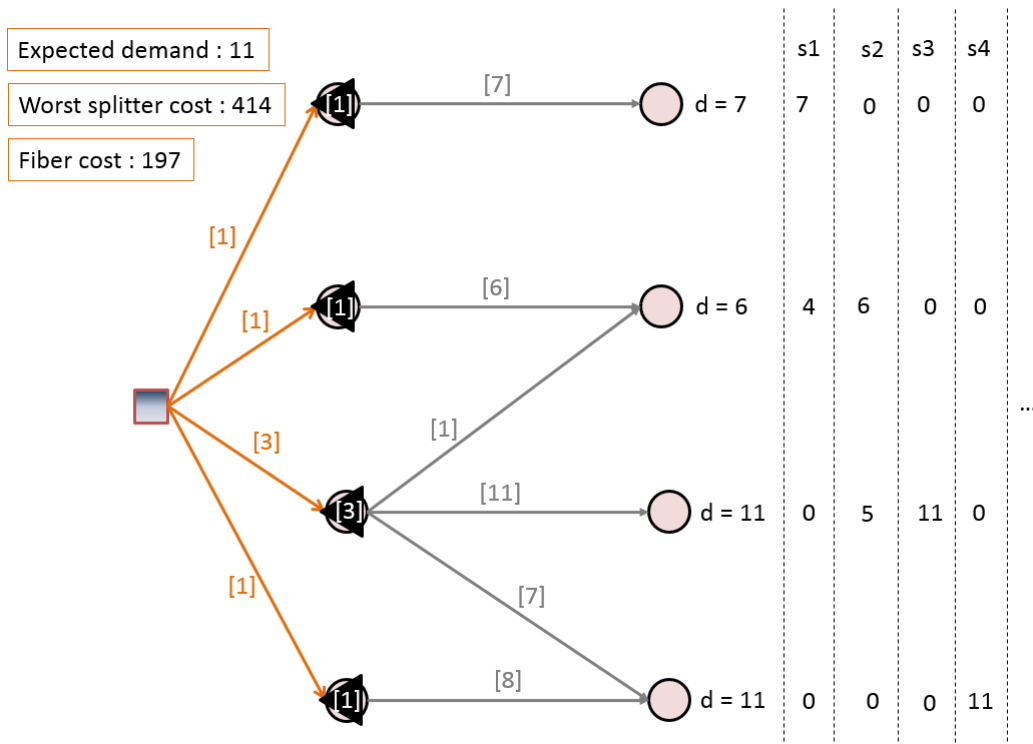 Expected demand : 11
Worst splitter cost : 414
Fiber cost : 197
s1 s2 s3 s4
[1] [7] d = 7 7 0 0 0
[1]
[1] [6] d = 6 4 6 0 0
[1]
...
[3] [1]
[3] [11] d = 11 0 5 11 0
[1] [7]
[1] [8] d = 11 0 0 0 11